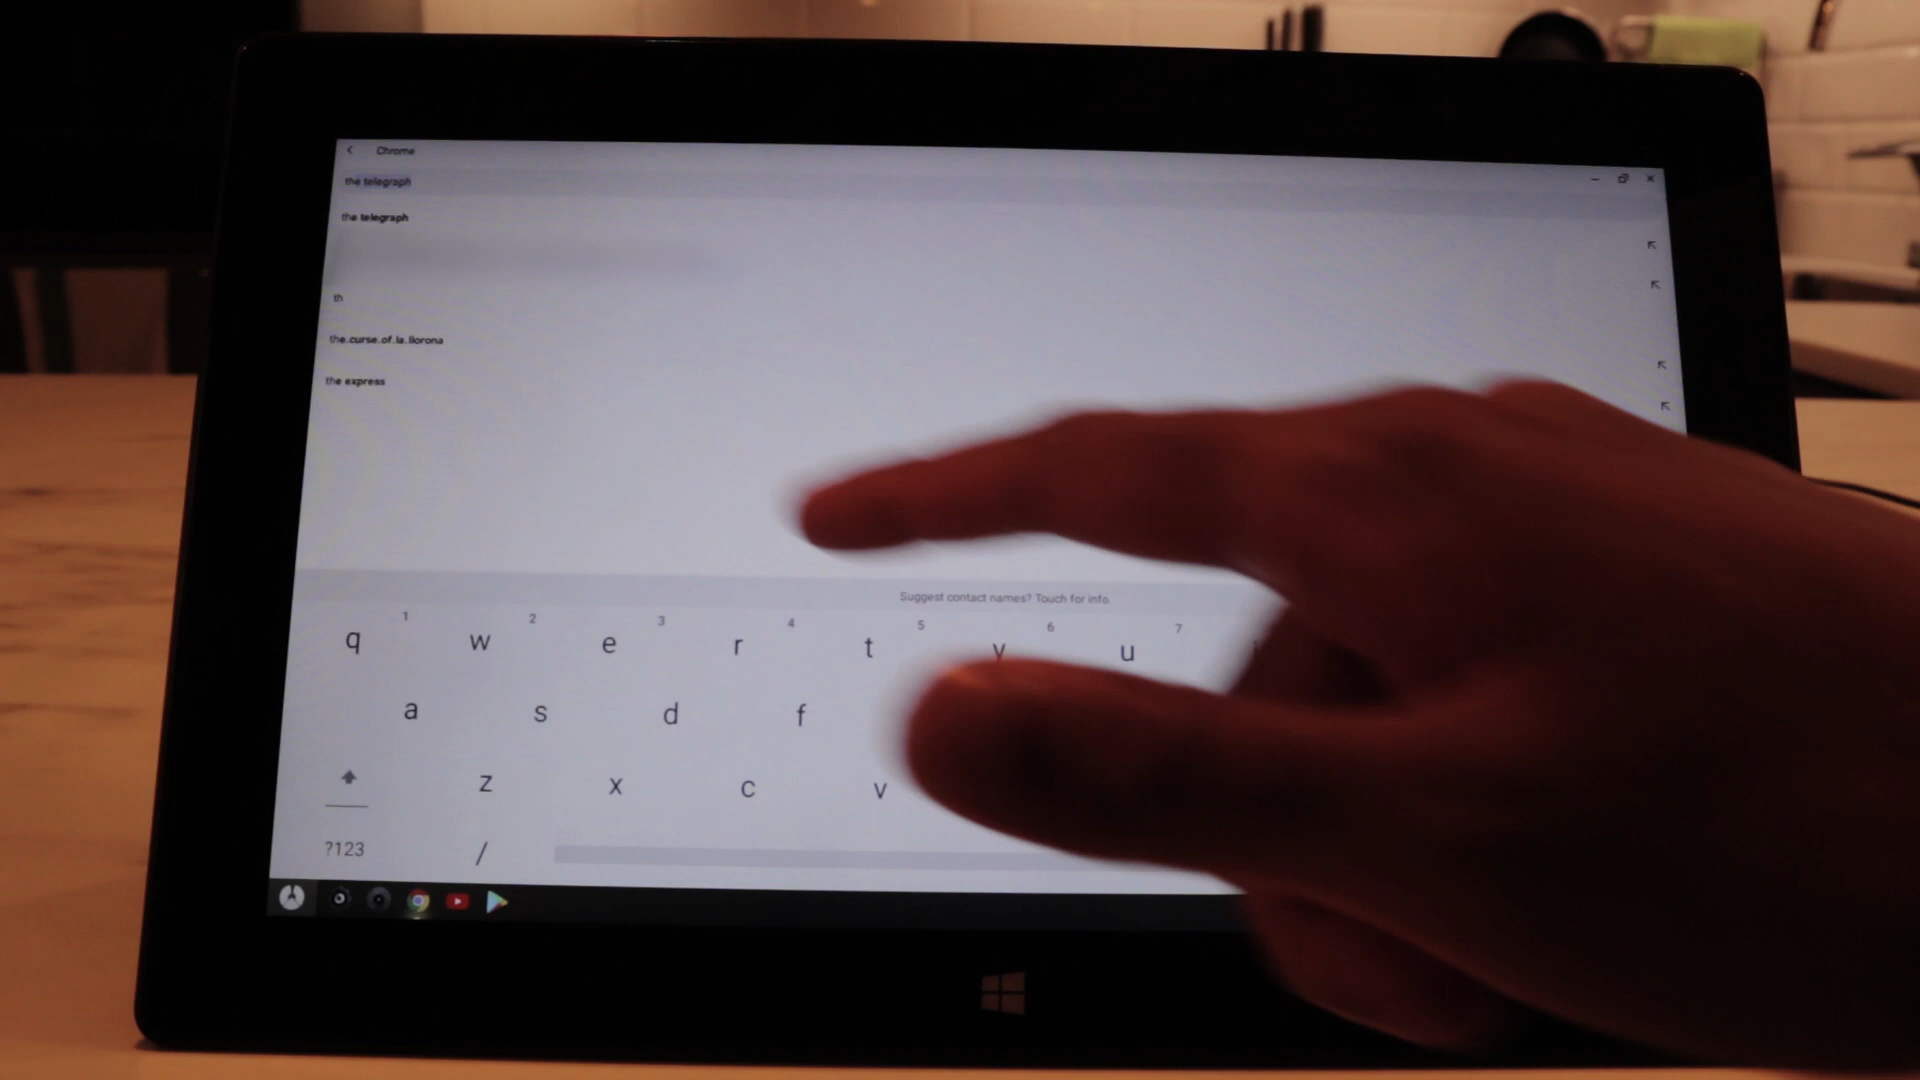 Chrome
the telegraph
the telegraph
th
the.curse.of.la.llorona
the express
Suggest contact names? Touch for info.
1 2 3 4 5 6 7
q w e r t y u
a s d f
z x c v
?123 /